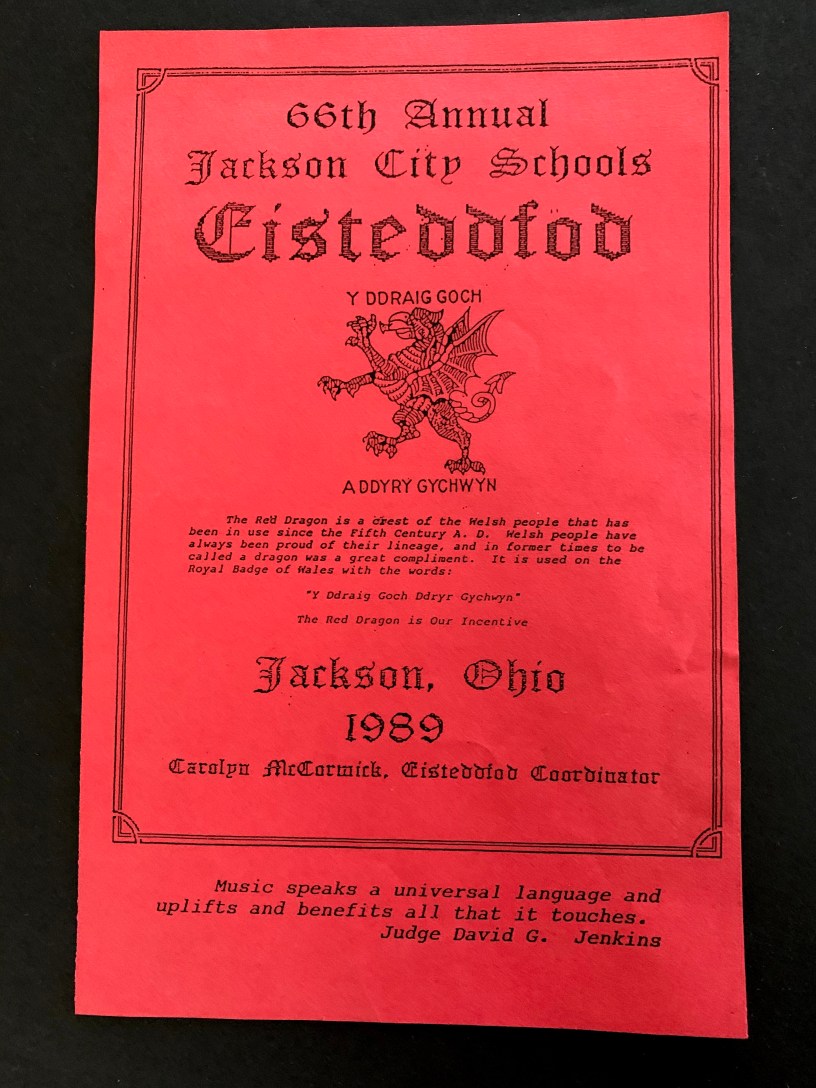 66th Annual
Jackson City Schools
Eisteddfod
Y DDRAIG GOCH
A DDYRY GYCHWYN
The Red Dragon is a crest of the Welsh people that has
been in use since the Fifth Century A. D. Welsh people have
always been proud of their lineage, and in former times to be
called a dragon was a great compliment. It is used on the
Royal Badge of Wales with the words:
"Y Ddraig Goch Ddryr Gychwyn"
The Red Dragon is Our Incentive
Jackson, Ohio
1989
Carolyn McCormick, Eisteddfod Coordinator
Music speaks a universal language and
uplifts and benefits all that it touches.
Judge David G. Jenkins